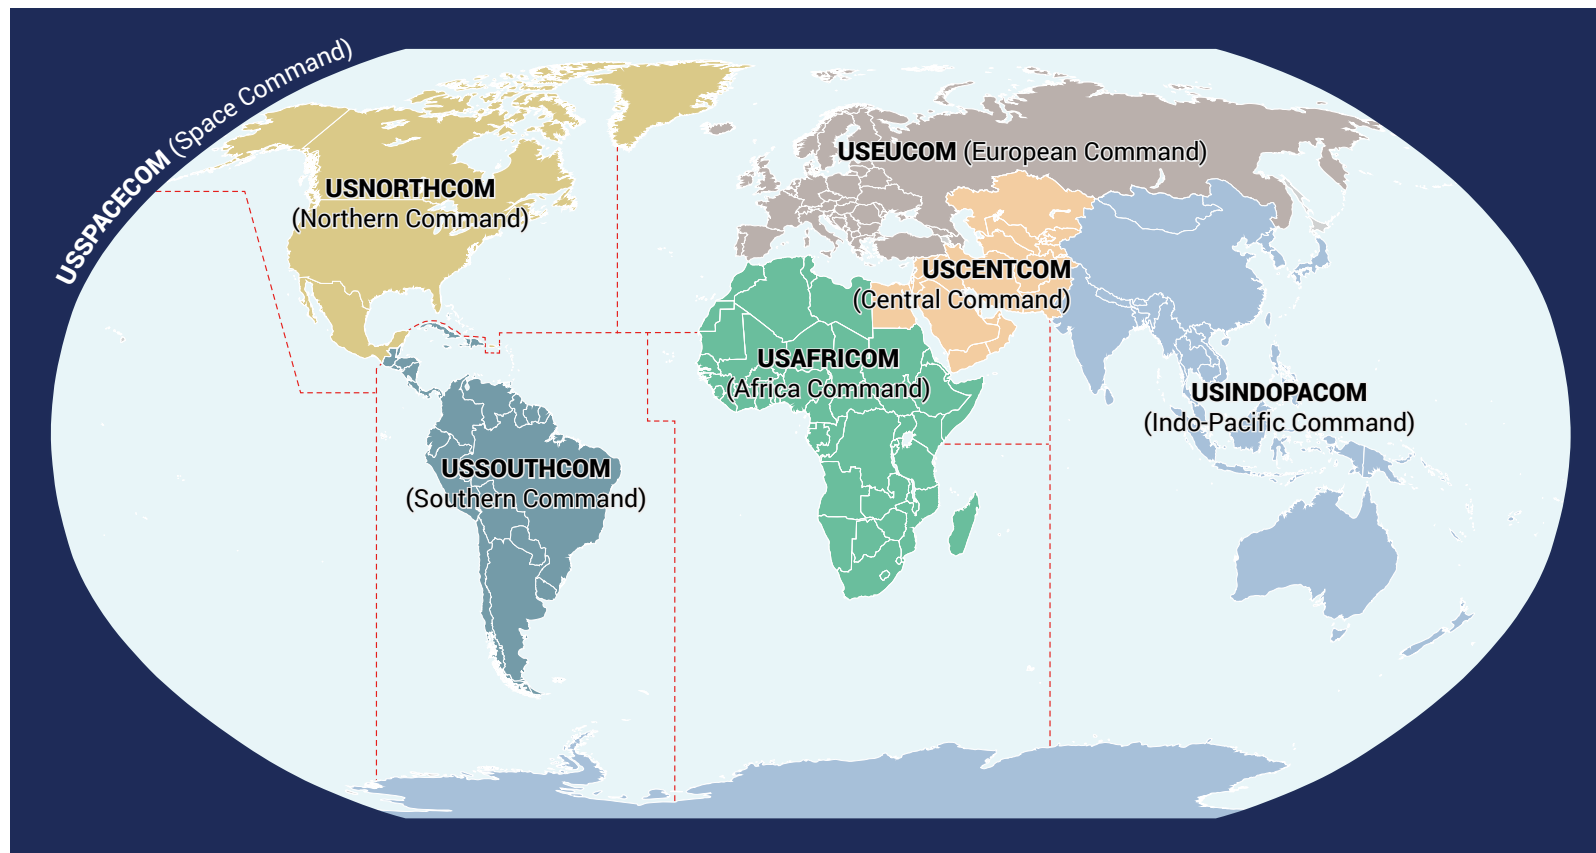 USSPACECOM (Space Command)
USEUCOM (European Command)
USNORTHCOM
(Northern Command)
USCENTCOM
(Central Command)
USAFRICOM
(Africa Command)
USINDOPACOM
(Indo-Pacific Command)
USSOUTHCOM
(Southern Command)